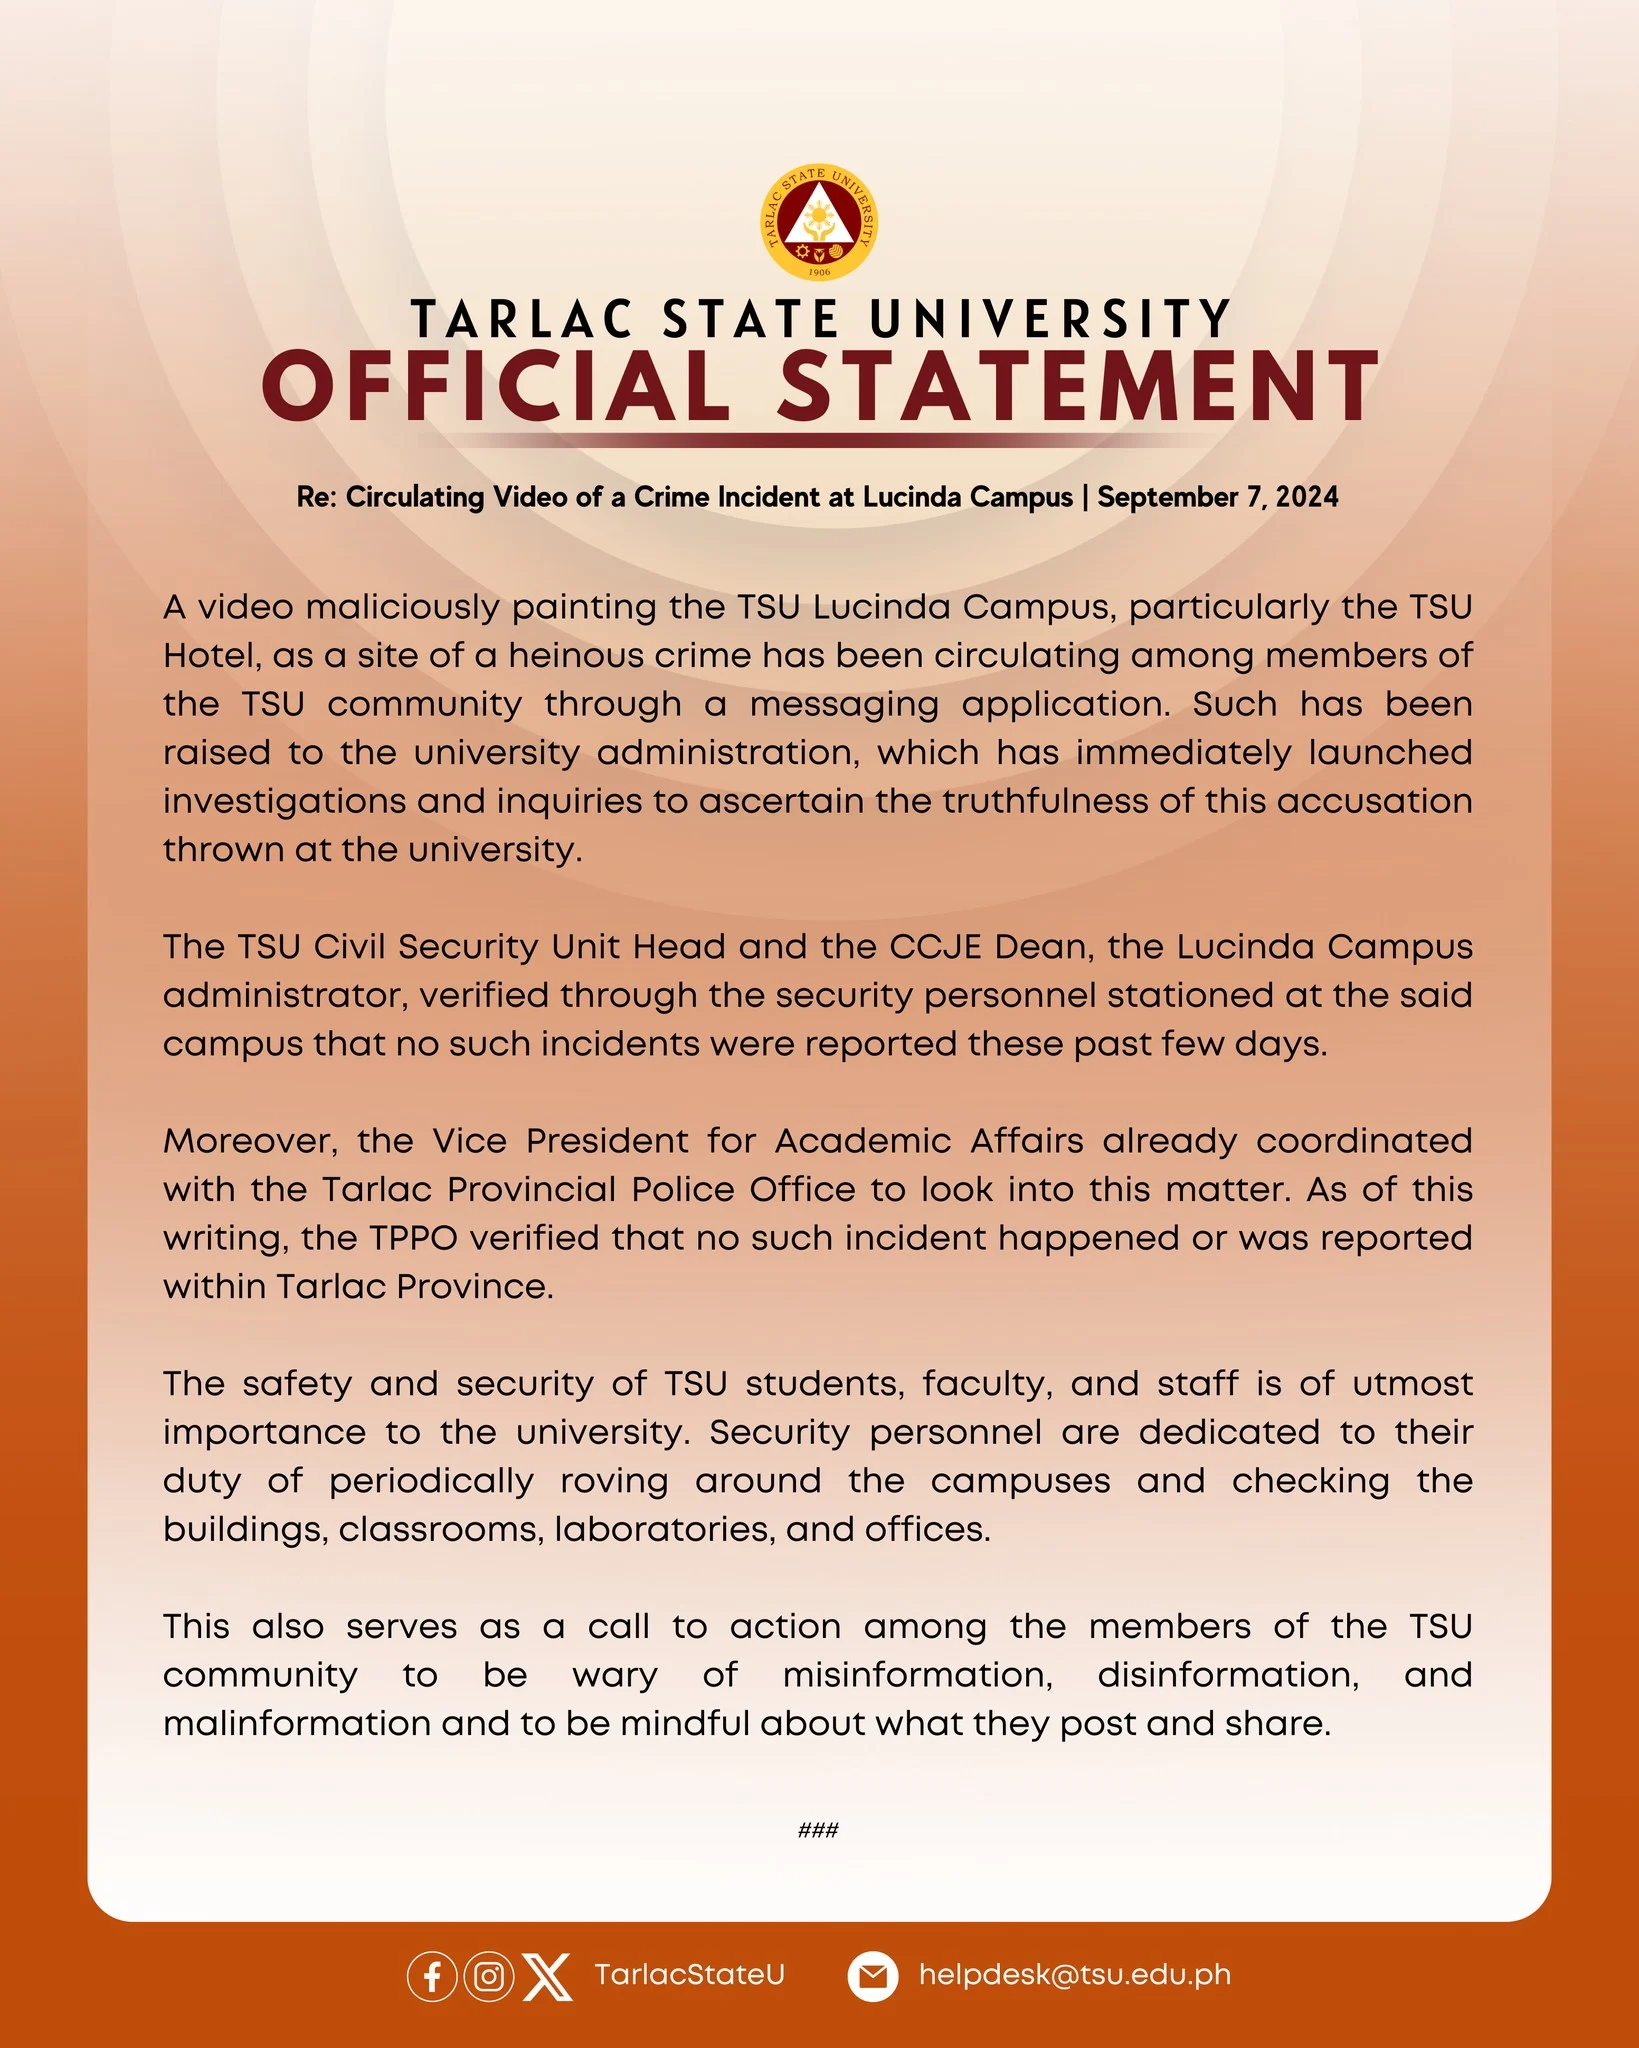 TARLAC STATE UNIVERSITY
1906
TARLAC STATE UNIVERSITY
OFFICIAL STATEMENT
Re: Circulating Video of a Crime Incident at Lucinda Campus | September 7, 2024
A video maliciously painting the TSU Lucinda Campus, particularly the TSU
Hotel, as a site of a heinous crime has been circulating among members of
the TSU community through a messaging application. Such has been
raised to the university administration, which has immediately launched
investigations and inquiries to ascertain the truthfulness of this accusation
thrown at the university.
The TSU Civil Security Unit Head and the CCJE Dean, the Lucinda Campus
administrator, verified through the security personnel stationed at the said
campus that no such incidents were reported these past few days.
Moreover, the Vice President for Academic Affairs already coordinated
with the Tarlac Provincial Police Office to look into this matter. As of this
writing, the TPPO verified that no such incident happened or was reported
within Tarlac Province.
The safety and security of TSU students, faculty, and staff is of utmost
importance to the university. Security personnel are dedicated to their
duty of periodically roving around the campuses and checking the
buildings, classrooms, laboratories, and offices.
This also serves as a call to action among the members of the TSU
community to be wary of misinformation, disinformation, and
malinformation and to be mindful about what they post and share.
###
TarlacStateU helpdesk@tsu.edu.ph